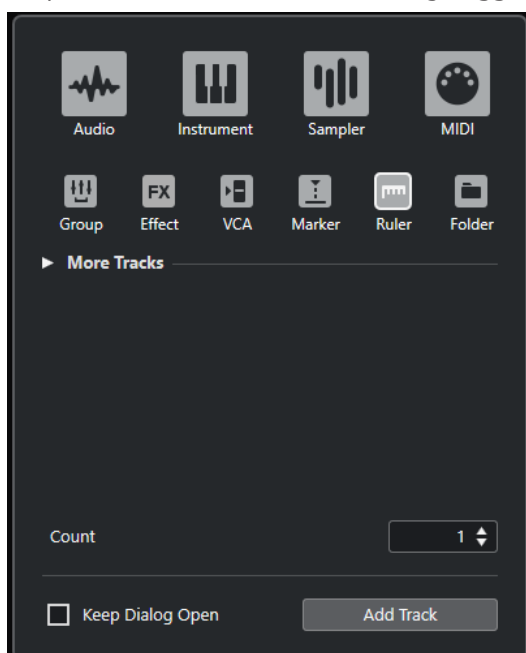 Audio Instrument Sampler MIDI
FX
Group Effect VCA Marker Ruler Folder
More Tracks
Count 1
Keep Dialog Open Add Track